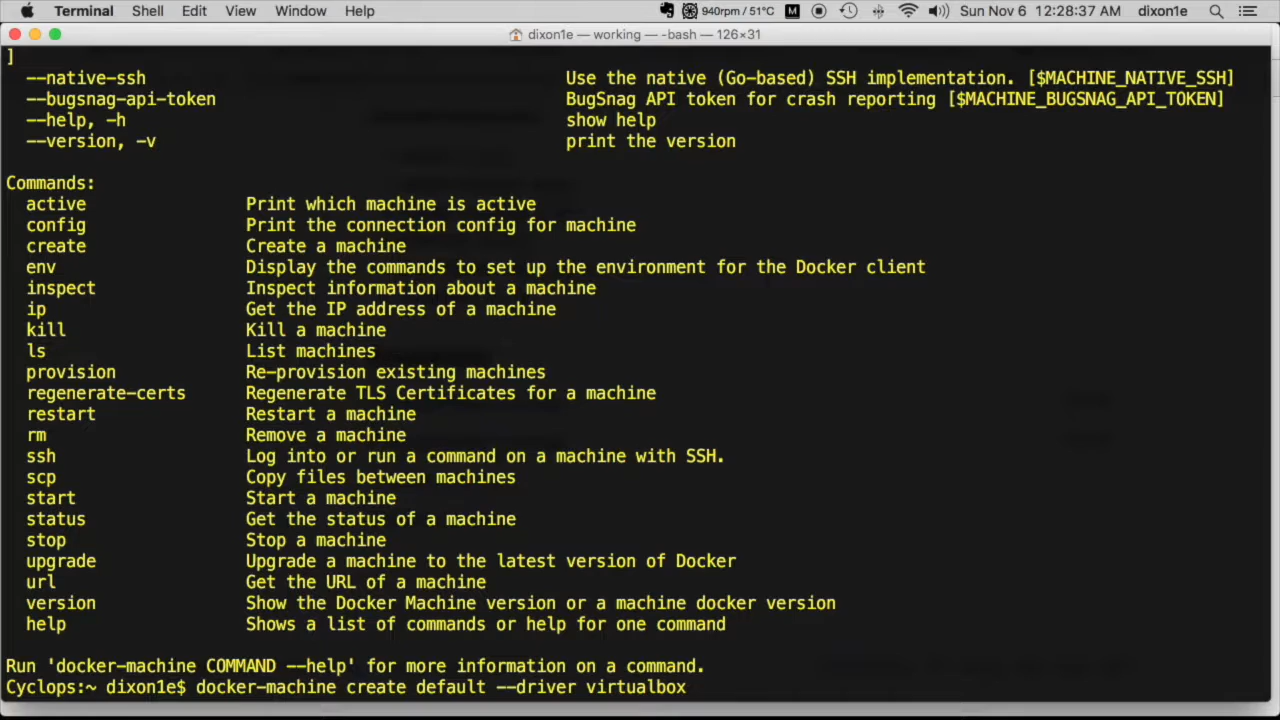 Terminal Shell Edit View Window Help 940rpm / 51°C M Sun Nov 6 12:28:37 AM dixon1e
dixon1e — working — -bash — 126×31
]
--native-ssh Use the native (Go-based) SSH implementation. [$MACHINE_NATIVE_SSH]
--bugsnag-api-token BugSnag API token for crash reporting [$MACHINE_BUGSNAG_API_TOKEN]
--help, -h show help
--version, -v print the version
Commands:
active Print which machine is active
config Print the connection config for machine
create Create a machine
env Display the commands to set up the environment for the Docker client
inspect Inspect information about a machine
ip Get the IP address of a machine
kill Kill a machine
ls List machines
provision Re-provision existing machines
regenerate-certs Regenerate TLS Certificates for a machine
restart Restart a machine
rm Remove a machine
ssh Log into or run a command on a machine with SSH.
scp Copy files between machines
start Start a machine
status Get the status of a machine
stop Stop a machine
upgrade Upgrade a machine to the latest version of Docker
url Get the URL of a machine
version Show the Docker Machine version or a machine docker version
help Shows a list of commands or help for one command
Run 'docker-machine COMMAND --help' for more information on a command.
Cyclops:~ dixon1e$ docker-machine create default --driver virtualbox